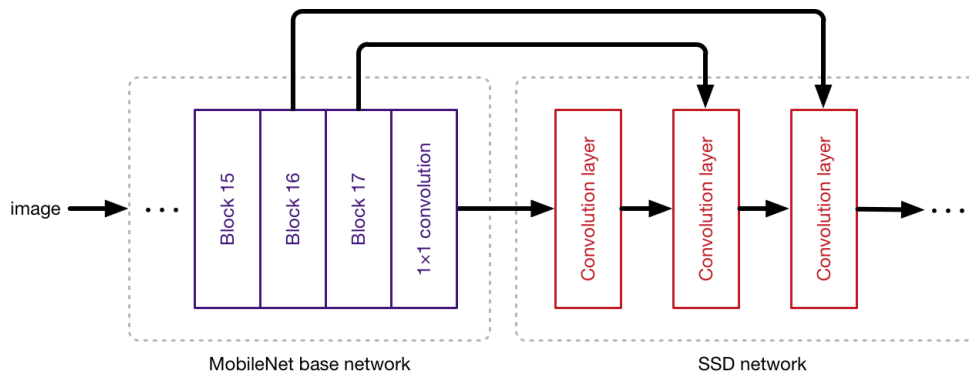 image
. . .
Block 15
Block 16
Block 17
1×1 convolution
Convolution layer
Convolution layer
Convolution layer
. . .
MobileNet base network
SSD network